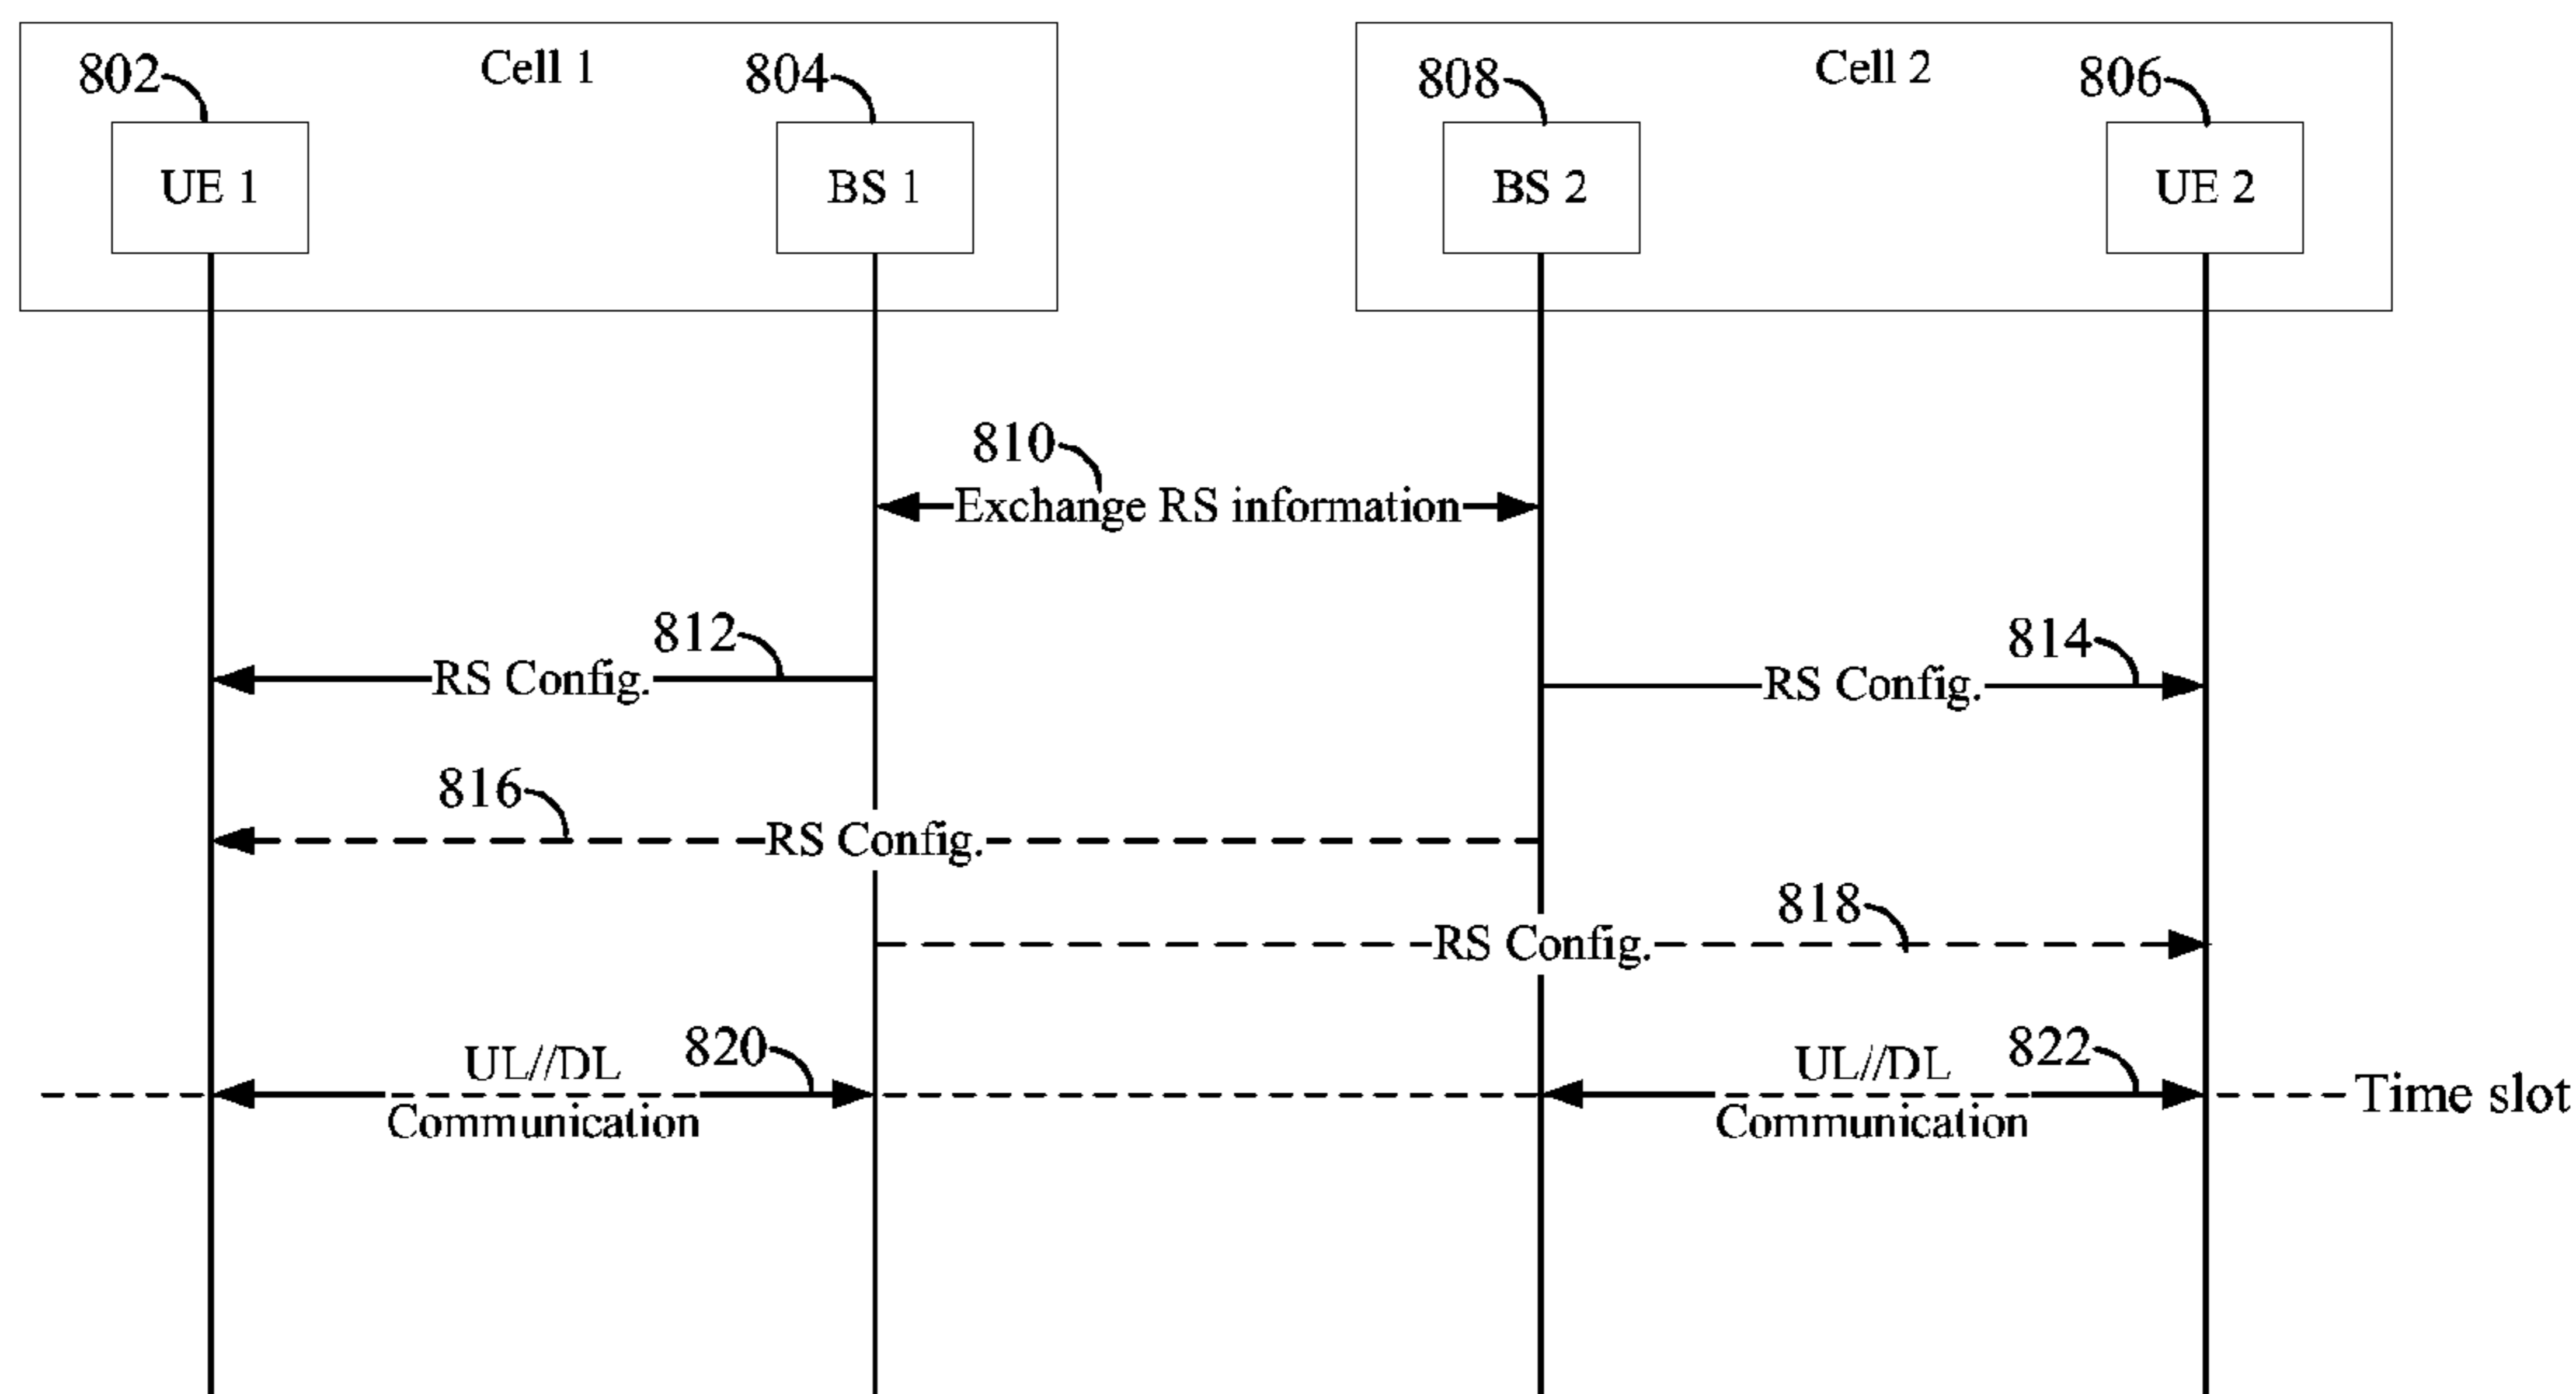 Cell 1
Cell 2
802
804
808
806
UE 1
BS 1
BS 2
UE 2
810
Exchange RS information
812
RS Config.
814
RS Config.
816
RS Config.
818
RS Config.
820
UL//DL
Communication
822
UL//DL
Communication
Time slot